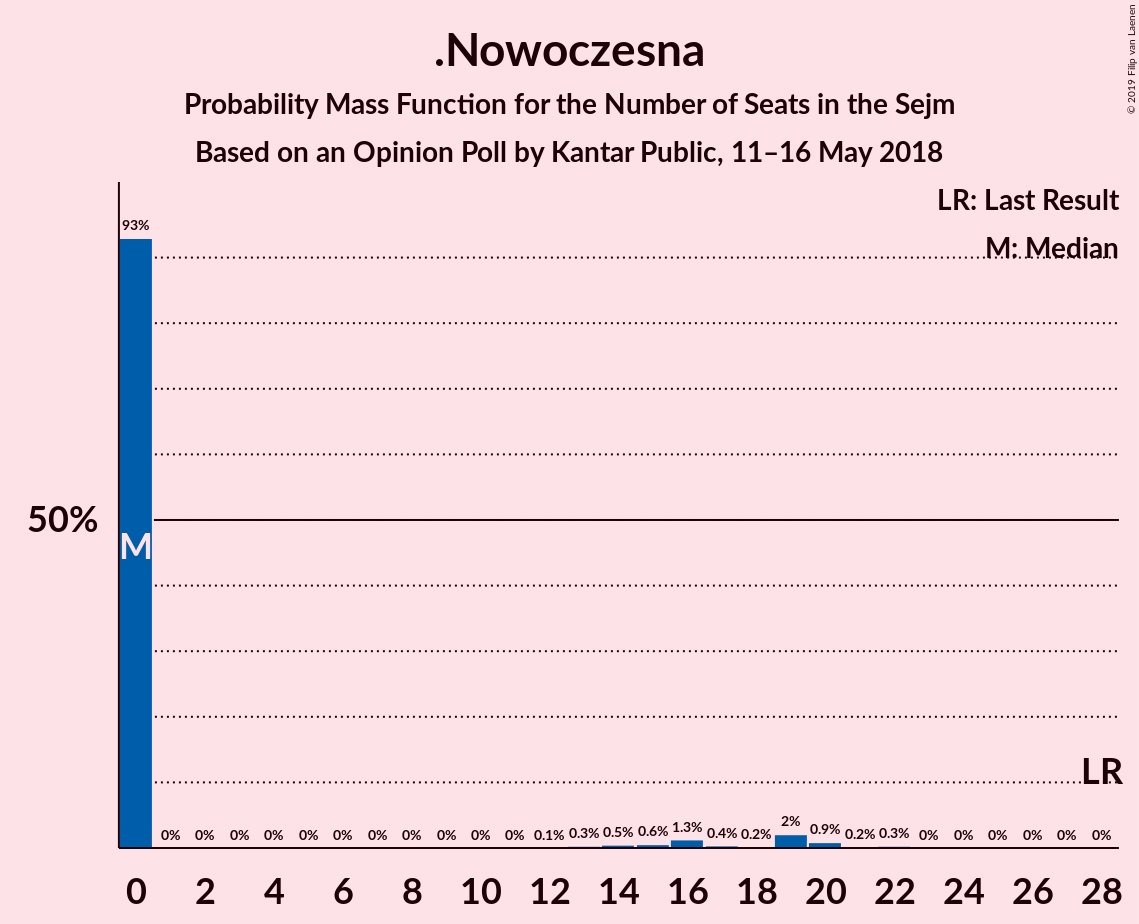 .Nowoczesna
Probability Mass Function for the Number of Seats in the Sejm
Based on an Opinion Poll by Kantar Public, 11–16 May 2018
© 2019 Filip van Laenen
LR: Last Result
M: Median
93%
50%
M
LR
0% 0% 0% 0% 0% 0% 0% 0% 0% 0% 0% 0.1% 0.3% 0.5% 0.6% 1.3% 0.4% 0.2% 2% 0.9% 0.2% 0.3% 0% 0% 0% 0% 0% 0%
0 2 4 6 8 10 12 14 16 18 20 22 24 26 28